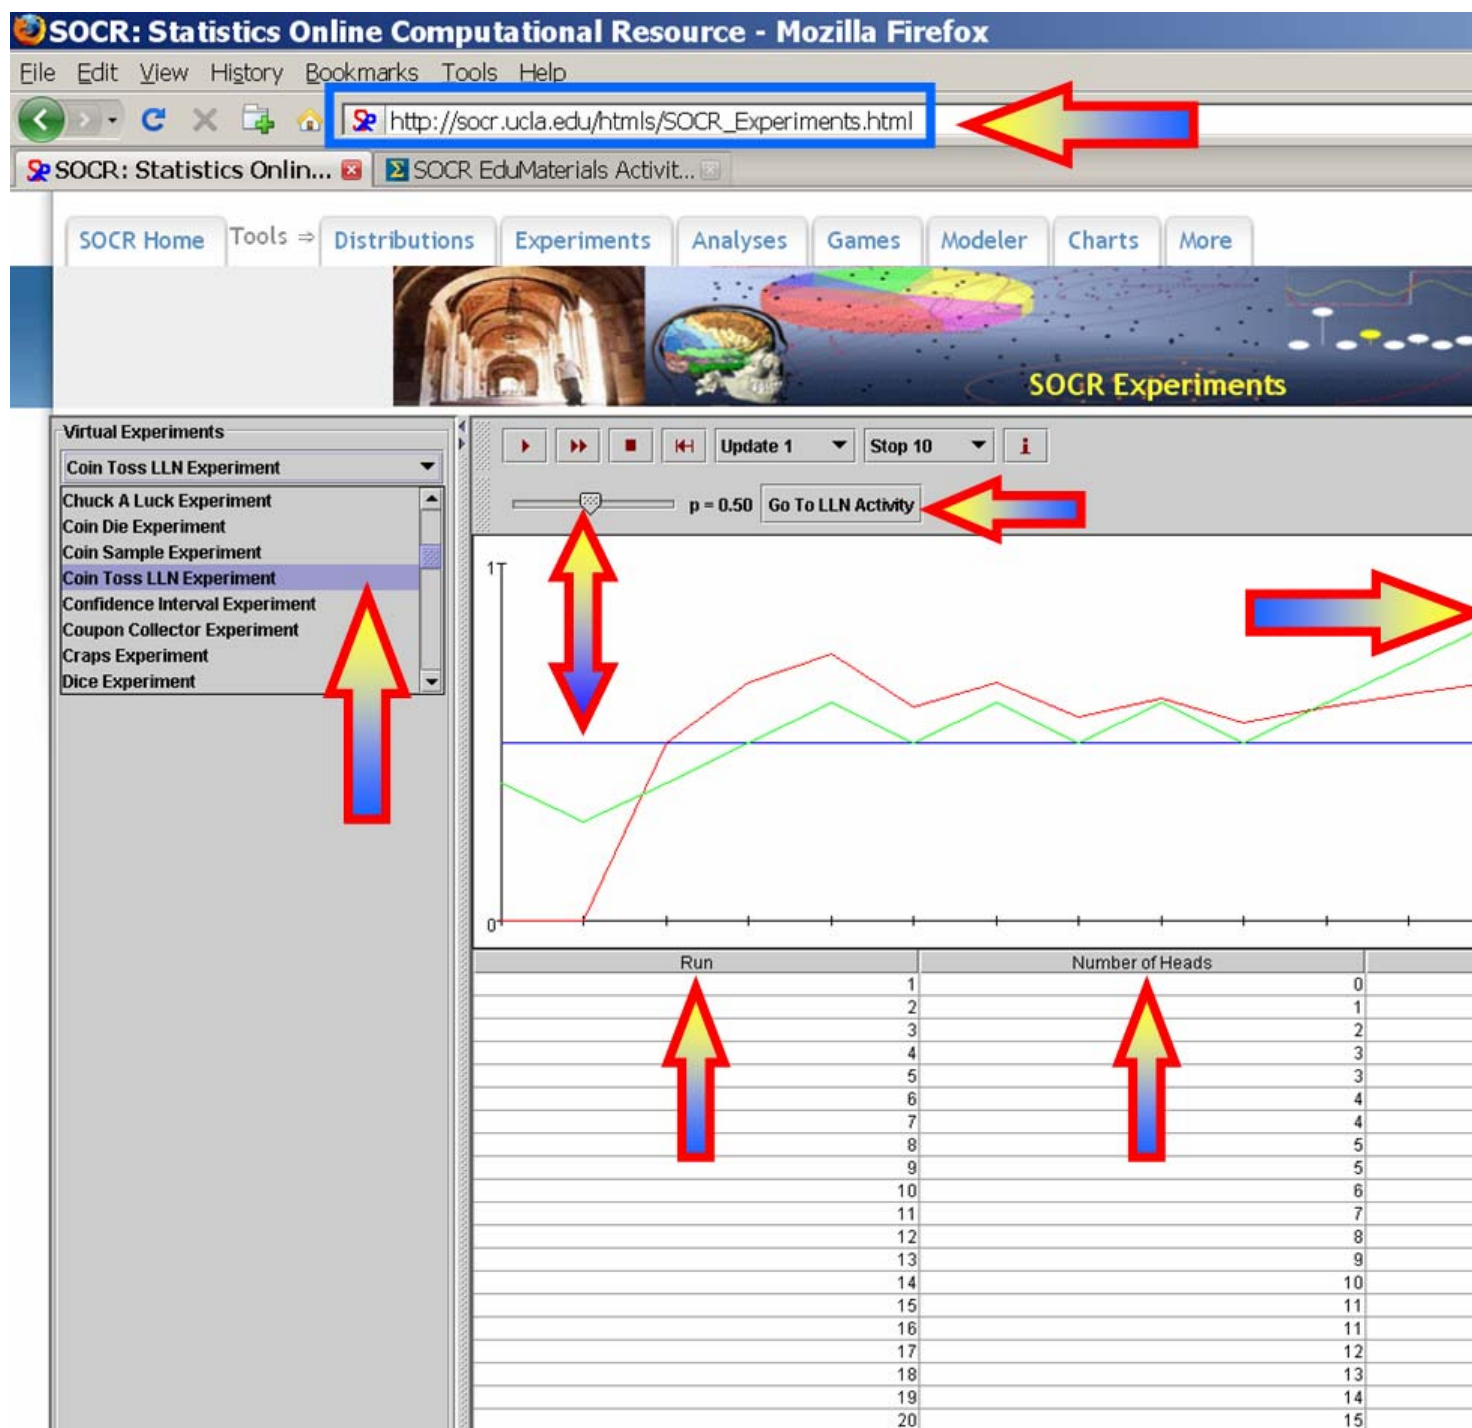 SOCR: Statistics Online Computational Resource - Mozilla Firefox
File Edit View History Bookmarks Tools Help
http://socr.ucla.edu/htmls/SOCR_Experiments.html
SOCR: Statistics Onlin... SOCR EduMaterials Activit...
SOCR Home Tools ⇒ Distributions Experiments Analyses Games Modeler Charts More
SOCR Experiments
Virtual Experiments
Coin Toss LLN Experiment
Chuck A Luck Experiment
Coin Die Experiment
Coin Sample Experiment
Coin Toss LLN Experiment
Confidence Interval Experiment
Coupon Collector Experiment
Craps Experiment
Dice Experiment
Update 1 Stop 10 i
p = 0.50 Go To LLN Activity
1
0
Run Number of Heads
1 0
2 1
3 2
4 3
5 3
6 4
7 4
8 5
9 5
10 6
11 7
12 8
13 9
14 10
15 11
16 11
17 12
18 13
19 14
20 15